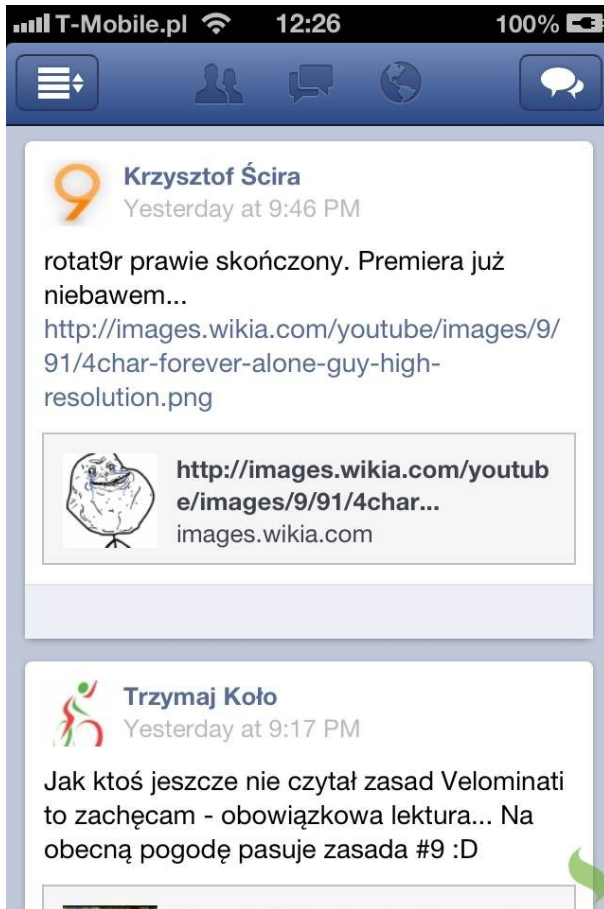 T-Mobile.pl 12:26 100%
9 Krzysztof Ścira
Yesterday at 9:46 PM
rotat9r prawie skończony. Premiera już
niebawem...
http://images.wikia.com/youtube/images/9/
91/4char-forever-alone-guy-high-
resolution.png
http://images.wikia.com/youtub
e/images/9/91/4char...
images.wikia.com
Trzymaj Koło
Yesterday at 9:17 PM
Jak ktoś jeszcze nie czytał zasad Velominati
to zachęcam - obowiązkowa lektura... Na
obecną pogodę pasuje zasada #9 :D